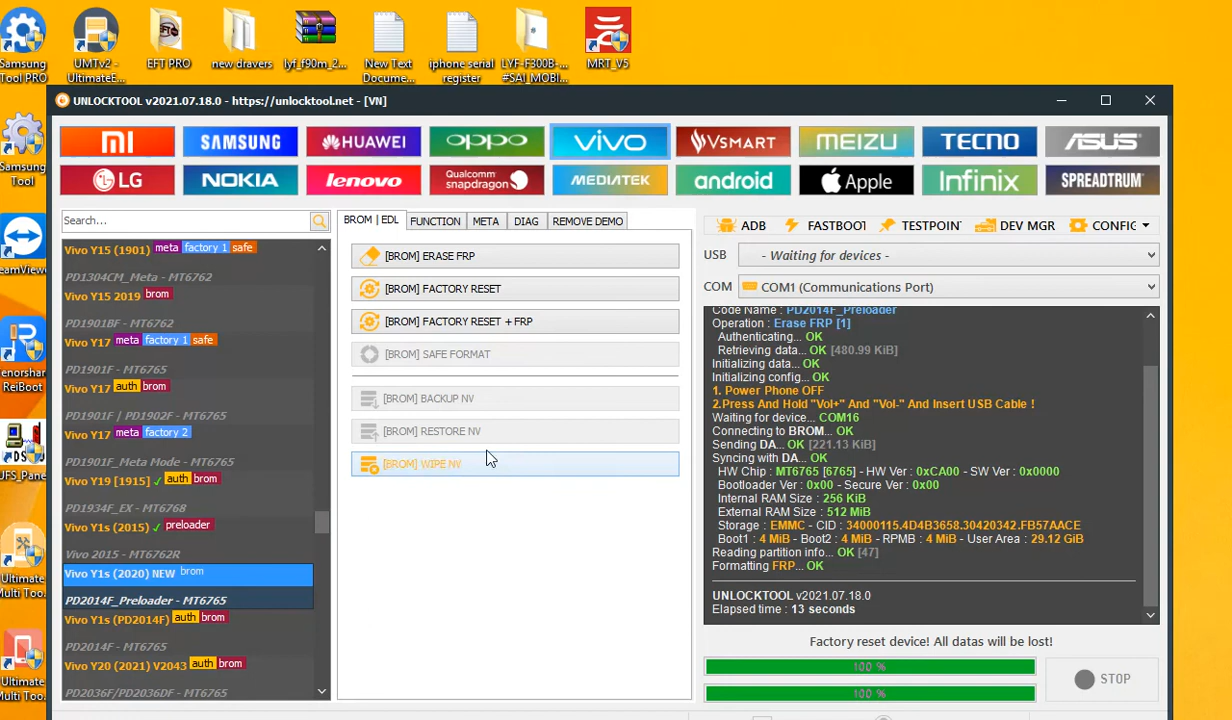 Samsung
Tool PRO
UMTv2 -
UltimateE...
EFT PRO
new dravers
lyf_f90m_2...
New Text
Docume...
iphone serial
register
LYF-F300B-...
#SAJ_MOBI...
MRT_V5
Samsung
Tool
eamViewer
enorshar
ReiBoot
UFS_Pane
Ultimate
Multi Too
Ultimate
Multi Too...
UNLOCKTOOL v2021.07.18.0 - https://unlocktool.net - [VN]
MI
SAMSUNG
HUAWEI
oppo
vivo
VSMART
MEIZU
TECNO
ASUS
LG
NOKIA
lenovo
Qualcomm
snapdragon
MEDIATEK
android
Apple
Infinix
SPREADTRUM
Search...
BROM | EDL
FUNCTION
META
DIAG
REMOVE DEMO
ADB
FASTBOOT
TESTPOIN
DEV MGR
CONFIG
Vivo Y15 (1901) meta factory 1 safe
PD1304CM_Meta - MT6762
Vivo Y15 2019 brom
PD1901BF - MT6762
Vivo Y17 meta factory 1 safe
PD1901F - MT6765
Vivo Y17 auth brom
PD1901F / PD1902F - MT6765
Vivo Y17 meta factory 2
PD1901F_Meta Mode - MT6765
Vivo Y19 [1915] ✓ auth brom
PD1934F_EX - MT6768
Vivo Y1s (2015) ✓ preloader
Vivo 2015 - MT6762R
Vivo Y1s (2020) NEW brom
PD2014F_Preloader - MT6765
Vivo Y1s (PD2014F) auth brom
PD2014F - MT6765
Vivo Y20 (2021) V2043 auth brom
PD2036F/PD2036DF - MT6765
[BROM] ERASE FRP
[BROM] FACTORY RESET
[BROM] FACTORY RESET + FRP
[BROM] SAFE FORMAT
[BROM] BACKUP NV
[BROM] RESTORE NV
[BROM] WIPE NV
USB
- Waiting for devices -
COM
COM1 (Communications Port)
Code Name : PD2014F_Preloader
Operation : Erase FRP [1]
Authenticating... OK
Retrieving data... OK [480.99 KiB]
Initializing data... OK
Initializing config... OK
1. Power Phone OFF
2.Press And Hold "Vol+" And "Vol-" And Insert USB Cable !
Waiting for device... COM16
Connecting to BROM... OK
Sending DA... OK [221.13 KiB]
Syncing with DA... OK
HW Chip : MT6765 [6765] - HW Ver : 0xCA00 - SW Ver : 0x0000
Bootloader Ver : 0x00 - Secure Ver : 0x00
Internal RAM Size : 256 KiB
External RAM Size : 512 MiB
Storage : EMMC - CID : 34000115.4D4B3658.30420342.FB57AACE
Boot1 : 4 MiB - Boot2 : 4 MiB - RPMB : 4 MiB - User Area : 29.12 GiB
Reading partition info... OK [47]
Formatting FRP... OK
UNLOCKTOOL v2021.07.18.0
Elapsed time : 13 seconds
Factory reset device! All datas will be lost!
100 %
100 %
STOP